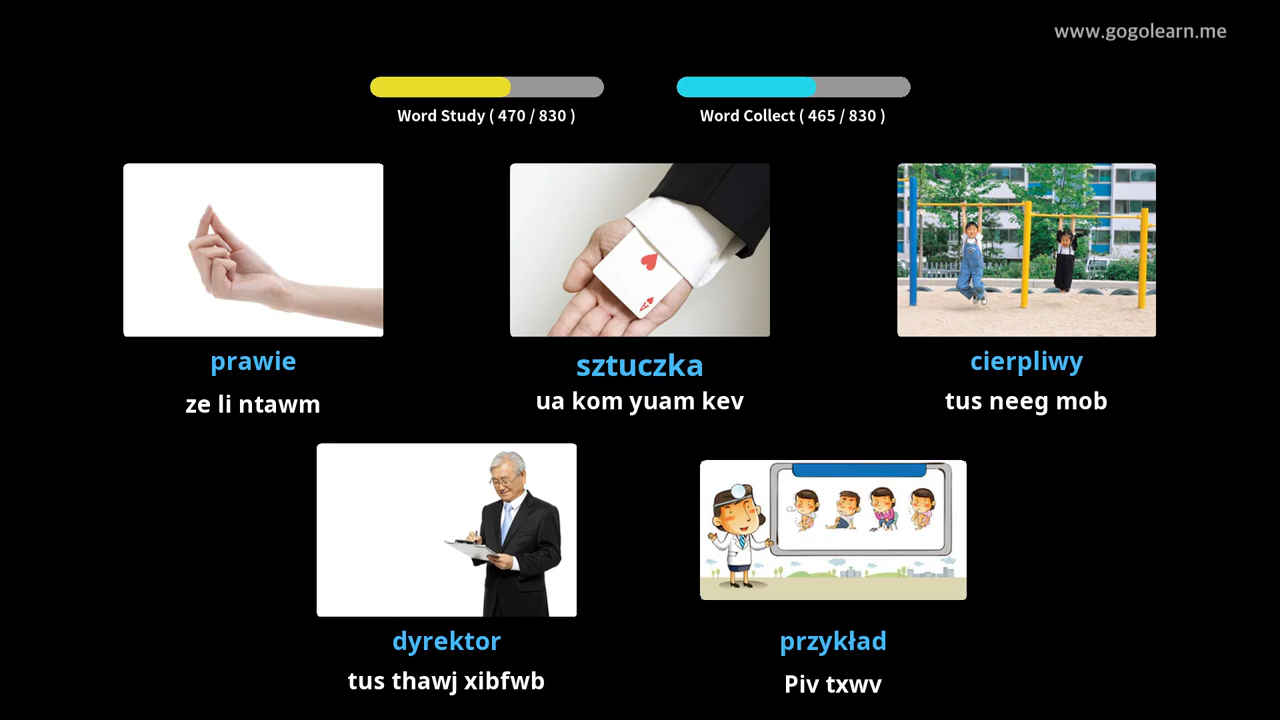 www.gogolearn.me
Word Study ( 470 / 830 )
Word Collect ( 465 / 830 )
prawie
ze li ntawm
sztuczka
ua kom yuam kev
cierpliwy
tus neeg mob
dyrektor
tus thawj xibfwb
przykład
Piv txwv